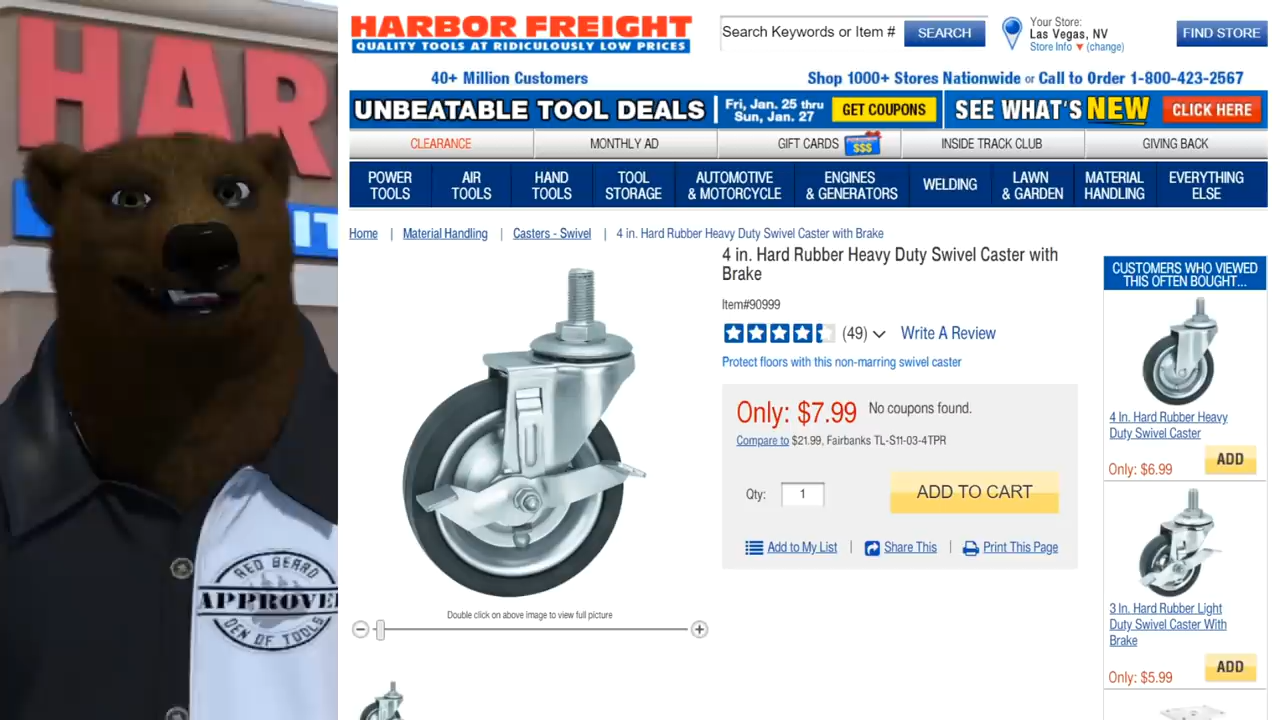 HAR
IT
RED BEARD
APPROVE
DEN OF TOOLS
HARBOR FREIGHT
QUALITY TOOLS AT RIDICULOUSLY LOW PRICES
Search Keywords or Item #
SEARCH
Your Store:
Las Vegas, NV
Store Info ▼ (change)
FIND STORE
40+ Million Customers
Shop 1000+ Stores Nationwide or Call to Order 1-800-423-2567
UNBEATABLE TOOL DEALS
Fri, Jan. 25 thru
Sun, Jan. 27
GET COUPONS
SEE WHAT'S NEW
CLICK HERE
CLEARANCE
MONTHLY AD
GIFT CARDS
$$$
INSIDE TRACK CLUB
GIVING BACK
POWER
TOOLS
AIR
TOOLS
HAND
TOOLS
TOOL
STORAGE
AUTOMOTIVE
& MOTORCYCLE
ENGINES
& GENERATORS
WELDING
LAWN
& GARDEN
MATERIAL
HANDLING
EVERYTHING
ELSE
Home | Material Handling | Casters - Swivel | 4 in. Hard Rubber Heavy Duty Swivel Caster with Brake
4 in. Hard Rubber Heavy Duty Swivel Caster with
Brake
Item#90999
(49) Write A Review
Protect floors with this non-marring swivel caster
Only: $7.99 No coupons found.
Compare to $21.99, Fairbanks TL-S11-03-4TPR
Qty: 1
ADD TO CART
Add to My List | Share This | Print This Page
Double click on above image to view full picture
CUSTOMERS WHO VIEWED
THIS OFTEN BOUGHT...
4 In. Hard Rubber Heavy
Duty Swivel Caster
Only: $6.99
ADD
3 In. Hard Rubber Light
Duty Swivel Caster With
Brake
Only: $5.99
ADD